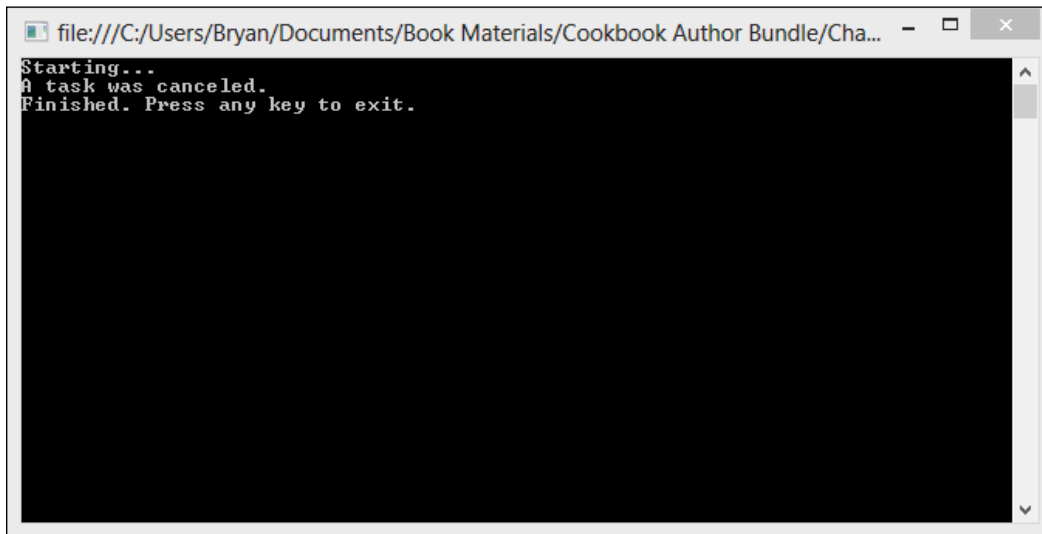 file:///C:/Users/Bryan/Documents/Book Materials/Cookbook Author Bundle/Cha...
Starting...
A task was canceled.
Finished. Press any key to exit.